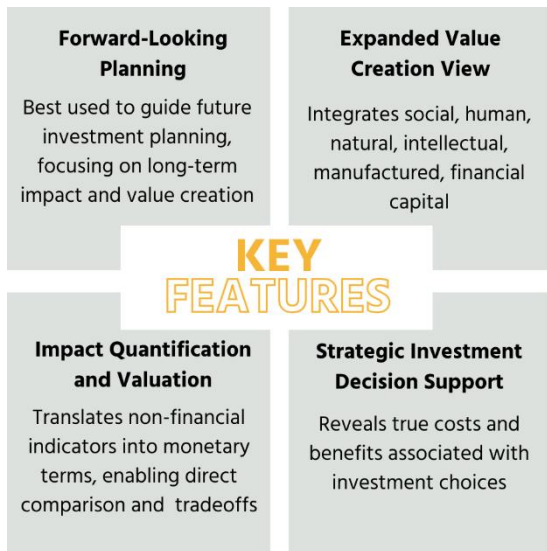 Forward-Looking
Planning
Best used to guide future
investment planning,
focusing on long-term
impact and value creation
Expanded Value
Creation View
Integrates social, human,
natural, intellectual,
manufactured, financial
capital
KEY
FEATURES
Impact Quantification
and Valuation
Translates non-financial
indicators into monetary
terms, enabling direct
comparison and  tradeoffs
Strategic Investment
Decision Support
Reveals true costs and
benefits associated with
investment choices